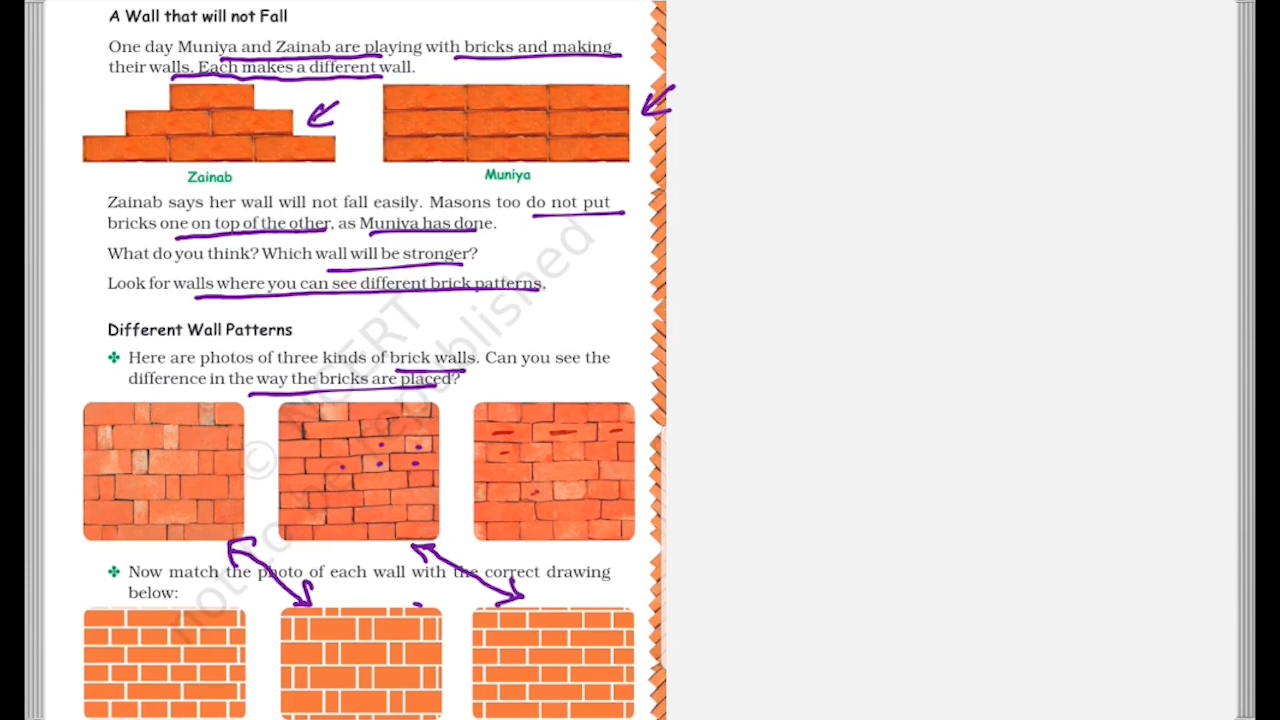 A Wall that will not Fall
One day Muniya and Zainab are playing with bricks and making
their walls. Each makes a different wall.
Zainab
Muniya
Zainab says her wall will not fall easily. Masons too do not put
bricks one on top of the other, as Muniya has done.
What do you think? Which wall will be stronger?
Look for walls where you can see different brick patterns.
Different Wall Patterns
Here are photos of three kinds of brick walls. Can you see the
difference in the way the bricks are placed?
Now match the photo of each wall with the correct drawing
below:
© NCERT
not to be republished